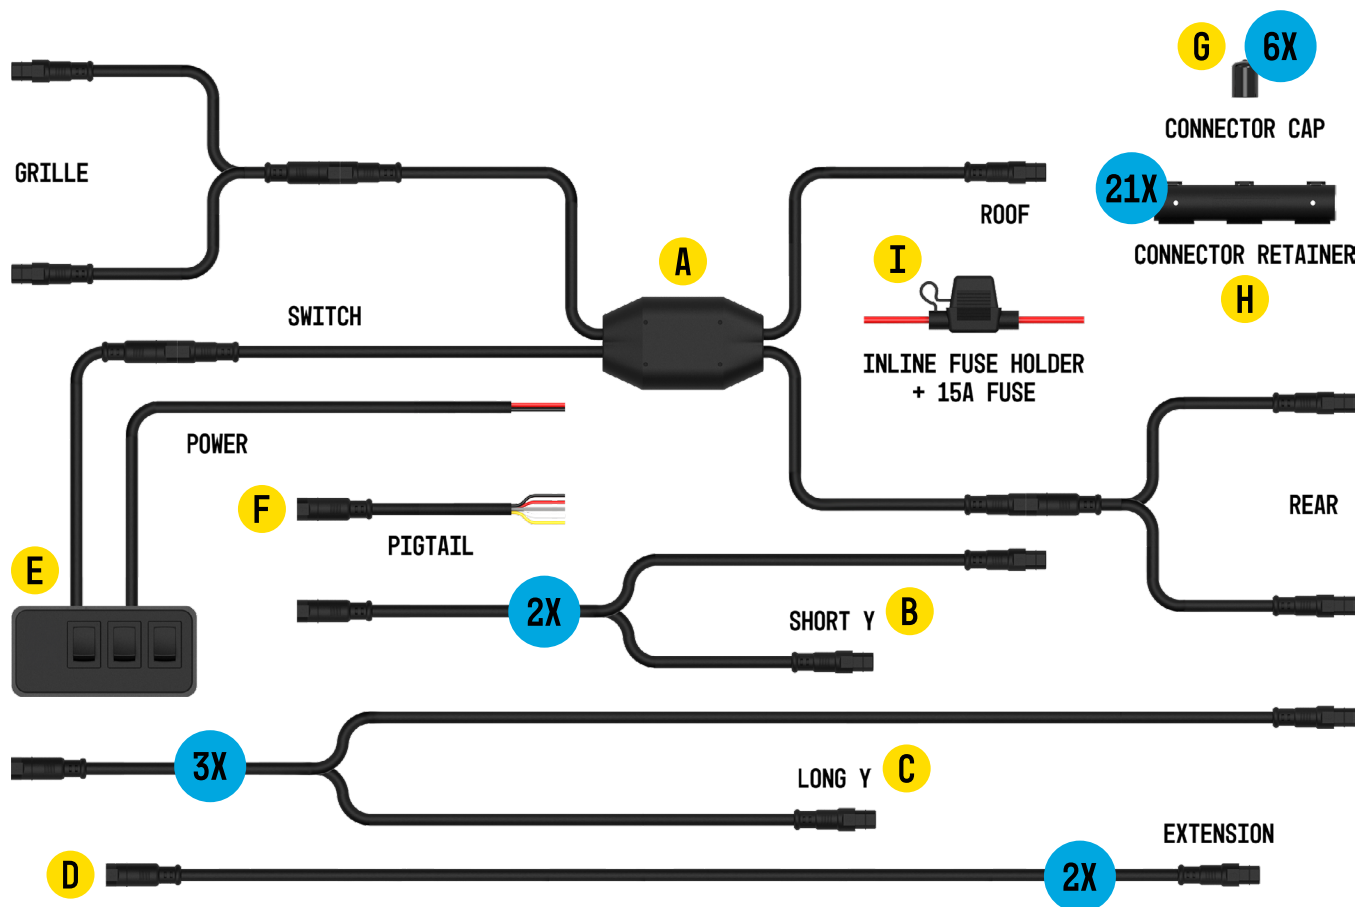 G
6X
CONNECTOR CAP
GRILLE
21X
ROOF
A
I
CONNECTOR RETAINER
H
SWITCH
INLINE FUSE HOLDER
+ 15A FUSE
POWER
F
PIGTAIL
REAR
E
2X
SHORT Y
B
3X
LONG Y
C
EXTENSION
D
2X